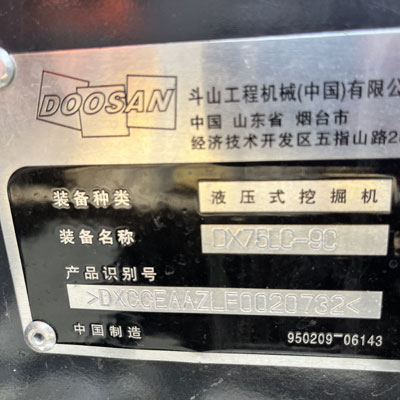 DOOSAN
斗山工程机械(中国)有限公
中国 山东省 烟台市
经济技术开发区五指山路2
装备种类 液压式挖掘机
装备名称 DX75LC-9C
产品识别号
>DXCCEAAZLF0020732<
中国制造 950209-06143